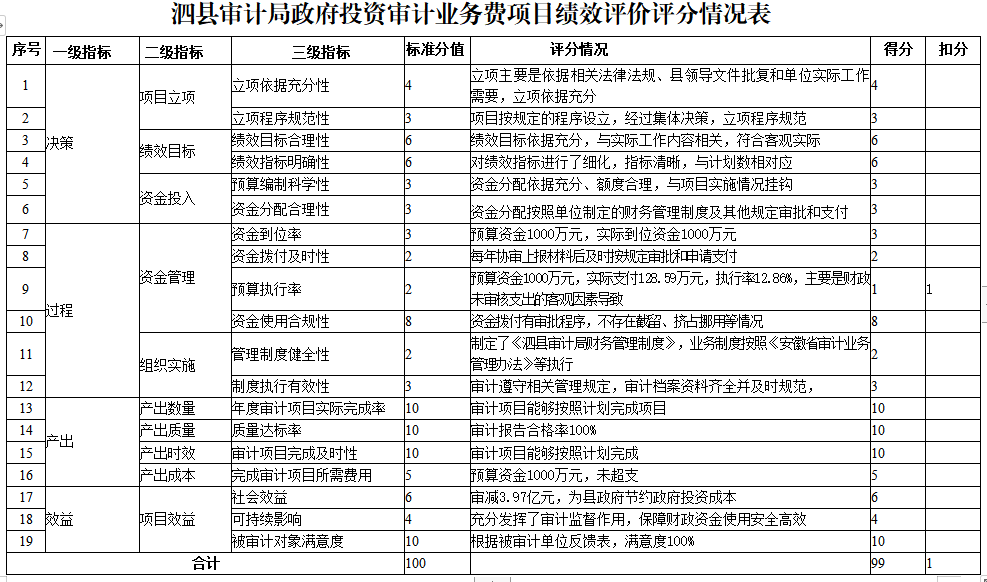 泗县审计局政府投资审计业务费项目绩效评价评分情况表
序号 一级指标 二级指标 三级指标 标准分值 评分情况 得分 扣分
1 决策 项目立项 立项依据充分性 4 立项主要是依据相关法律法规、县领导文件批复和单位实际工作
需要，立项依据充分 4
2 立项程序规范性 3 项目按规定的程序设立，经过集体决策，立项程序规范 3
3 绩效目标 绩效目标合理性 6 绩效目标依据充分，与实际工作内容相关，符合客观实际 6
4 绩效指标明确性 6 对绩效指标进行了细化，指标清晰，与计划数相对应 6
5 资金投入 预算编制科学性 3 资金分配依据充分、额度合理，与项目实施情况挂钩 3
6 资金分配合理性 3 资金分配按照单位制定的财务管理制度及其他规定审批和支付 3
7 过程 资金管理 资金到位率 3 预算资金1000万元，实际到位资金1000万元 3
8 资金拨付及时性 2 每年协审上报材料后及时按规定审批和申请支付 2
9 预算执行率 2 预算资金1000万元，实际支付128.59万元，执行率12.86%，主要是财政
未审核支出的客观因素导致 1 1
10 资金使用合规性 8 资金拨付有审批程序，不存在截留、挤占挪用等情况 8
11 组织实施 管理制度健全性 2 制定了《泗县审计局财务管理制度》，业务制度按照《安徽省审计业务
管理办法》等执行 2
12 制度执行有效性 3 审计遵守相关管理规定，审计档案资料齐全并及时规范， 3
13 产出 产出数量 年度审计项目实际完成率 10 审计项目能够按照计划完成项目 10
14 产出质量 质量达标率 10 审计报告合格率100% 10
15 产出时效 审计项目完成及时性 10 审计项目能够按照计划完成 10
16 产出成本 完成审计项目所需费用 5 预算资金1000万元，未超支 5
17 效益 项目效益 社会效益 6 审减3.97亿元，为县政府节约政府投资成本 6
18 可持续影响 4 充分发挥了审计监督作用，保障财政资金使用安全高效 4
19 被审计对象满意度 10 根据被审计单位反馈表，满意度100% 10
合计 100 99 1